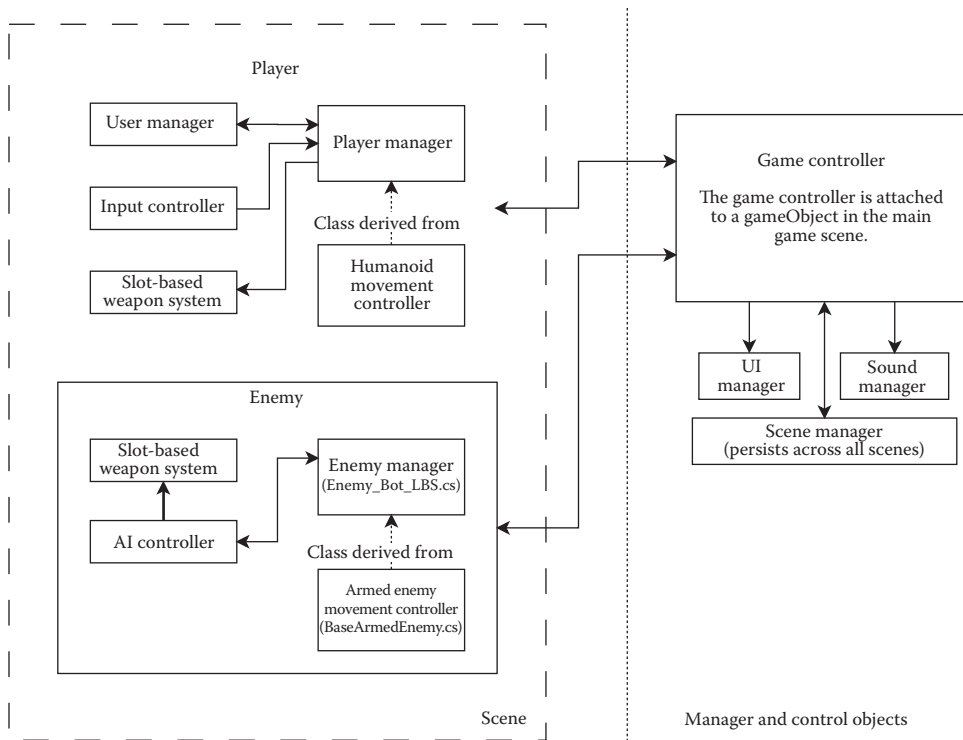 Player
User manager
Player manager
Input controller
Class derived from
Slot-based
weapon system
Humanoid
movement
controller
Enemy
Slot-based
weapon system
Enemy manager
(Enemy_Bot_LBS.cs)
AI controller
Class derived from
Armed enemy
movement controller
(BaseArmedEnemy.cs)
Scene
Game controller
The game controller is attached
to a gameObject in the main
game scene.
UI
manager
Sound
manager
Scene manager
(persists across all scenes)
Manager and control objects